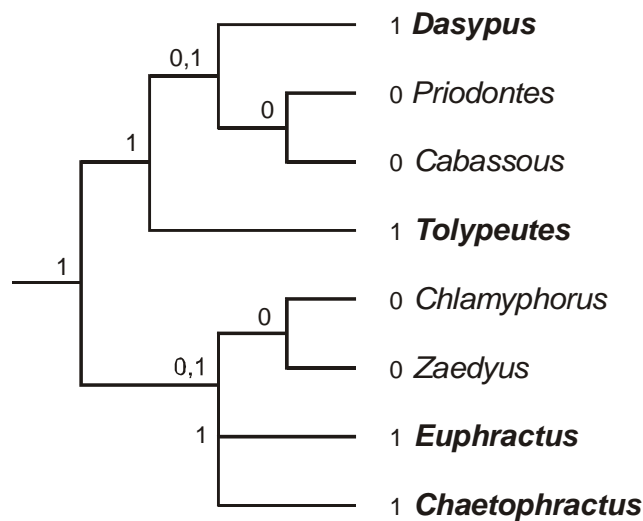 1 Dasypus
0,1
0 Priodontes
0
1
0 Cabassous
1 Tolypeutes
1
0 Chlamyphorus
0
0,1
0 Zaedyus
1
1 Euphractus
1 Chaetophractus